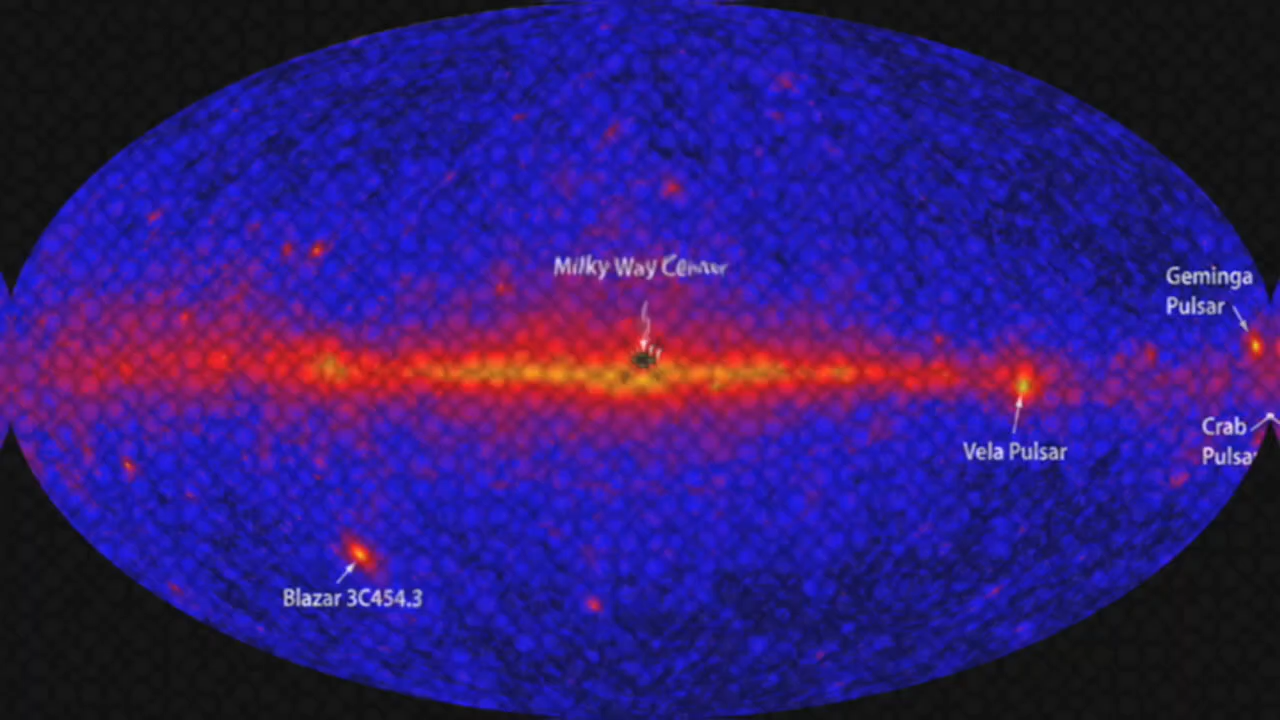 Milky Way Center
Geminga
Pulsar
Crab
Vela Pulsar
Blazar 3C454.3